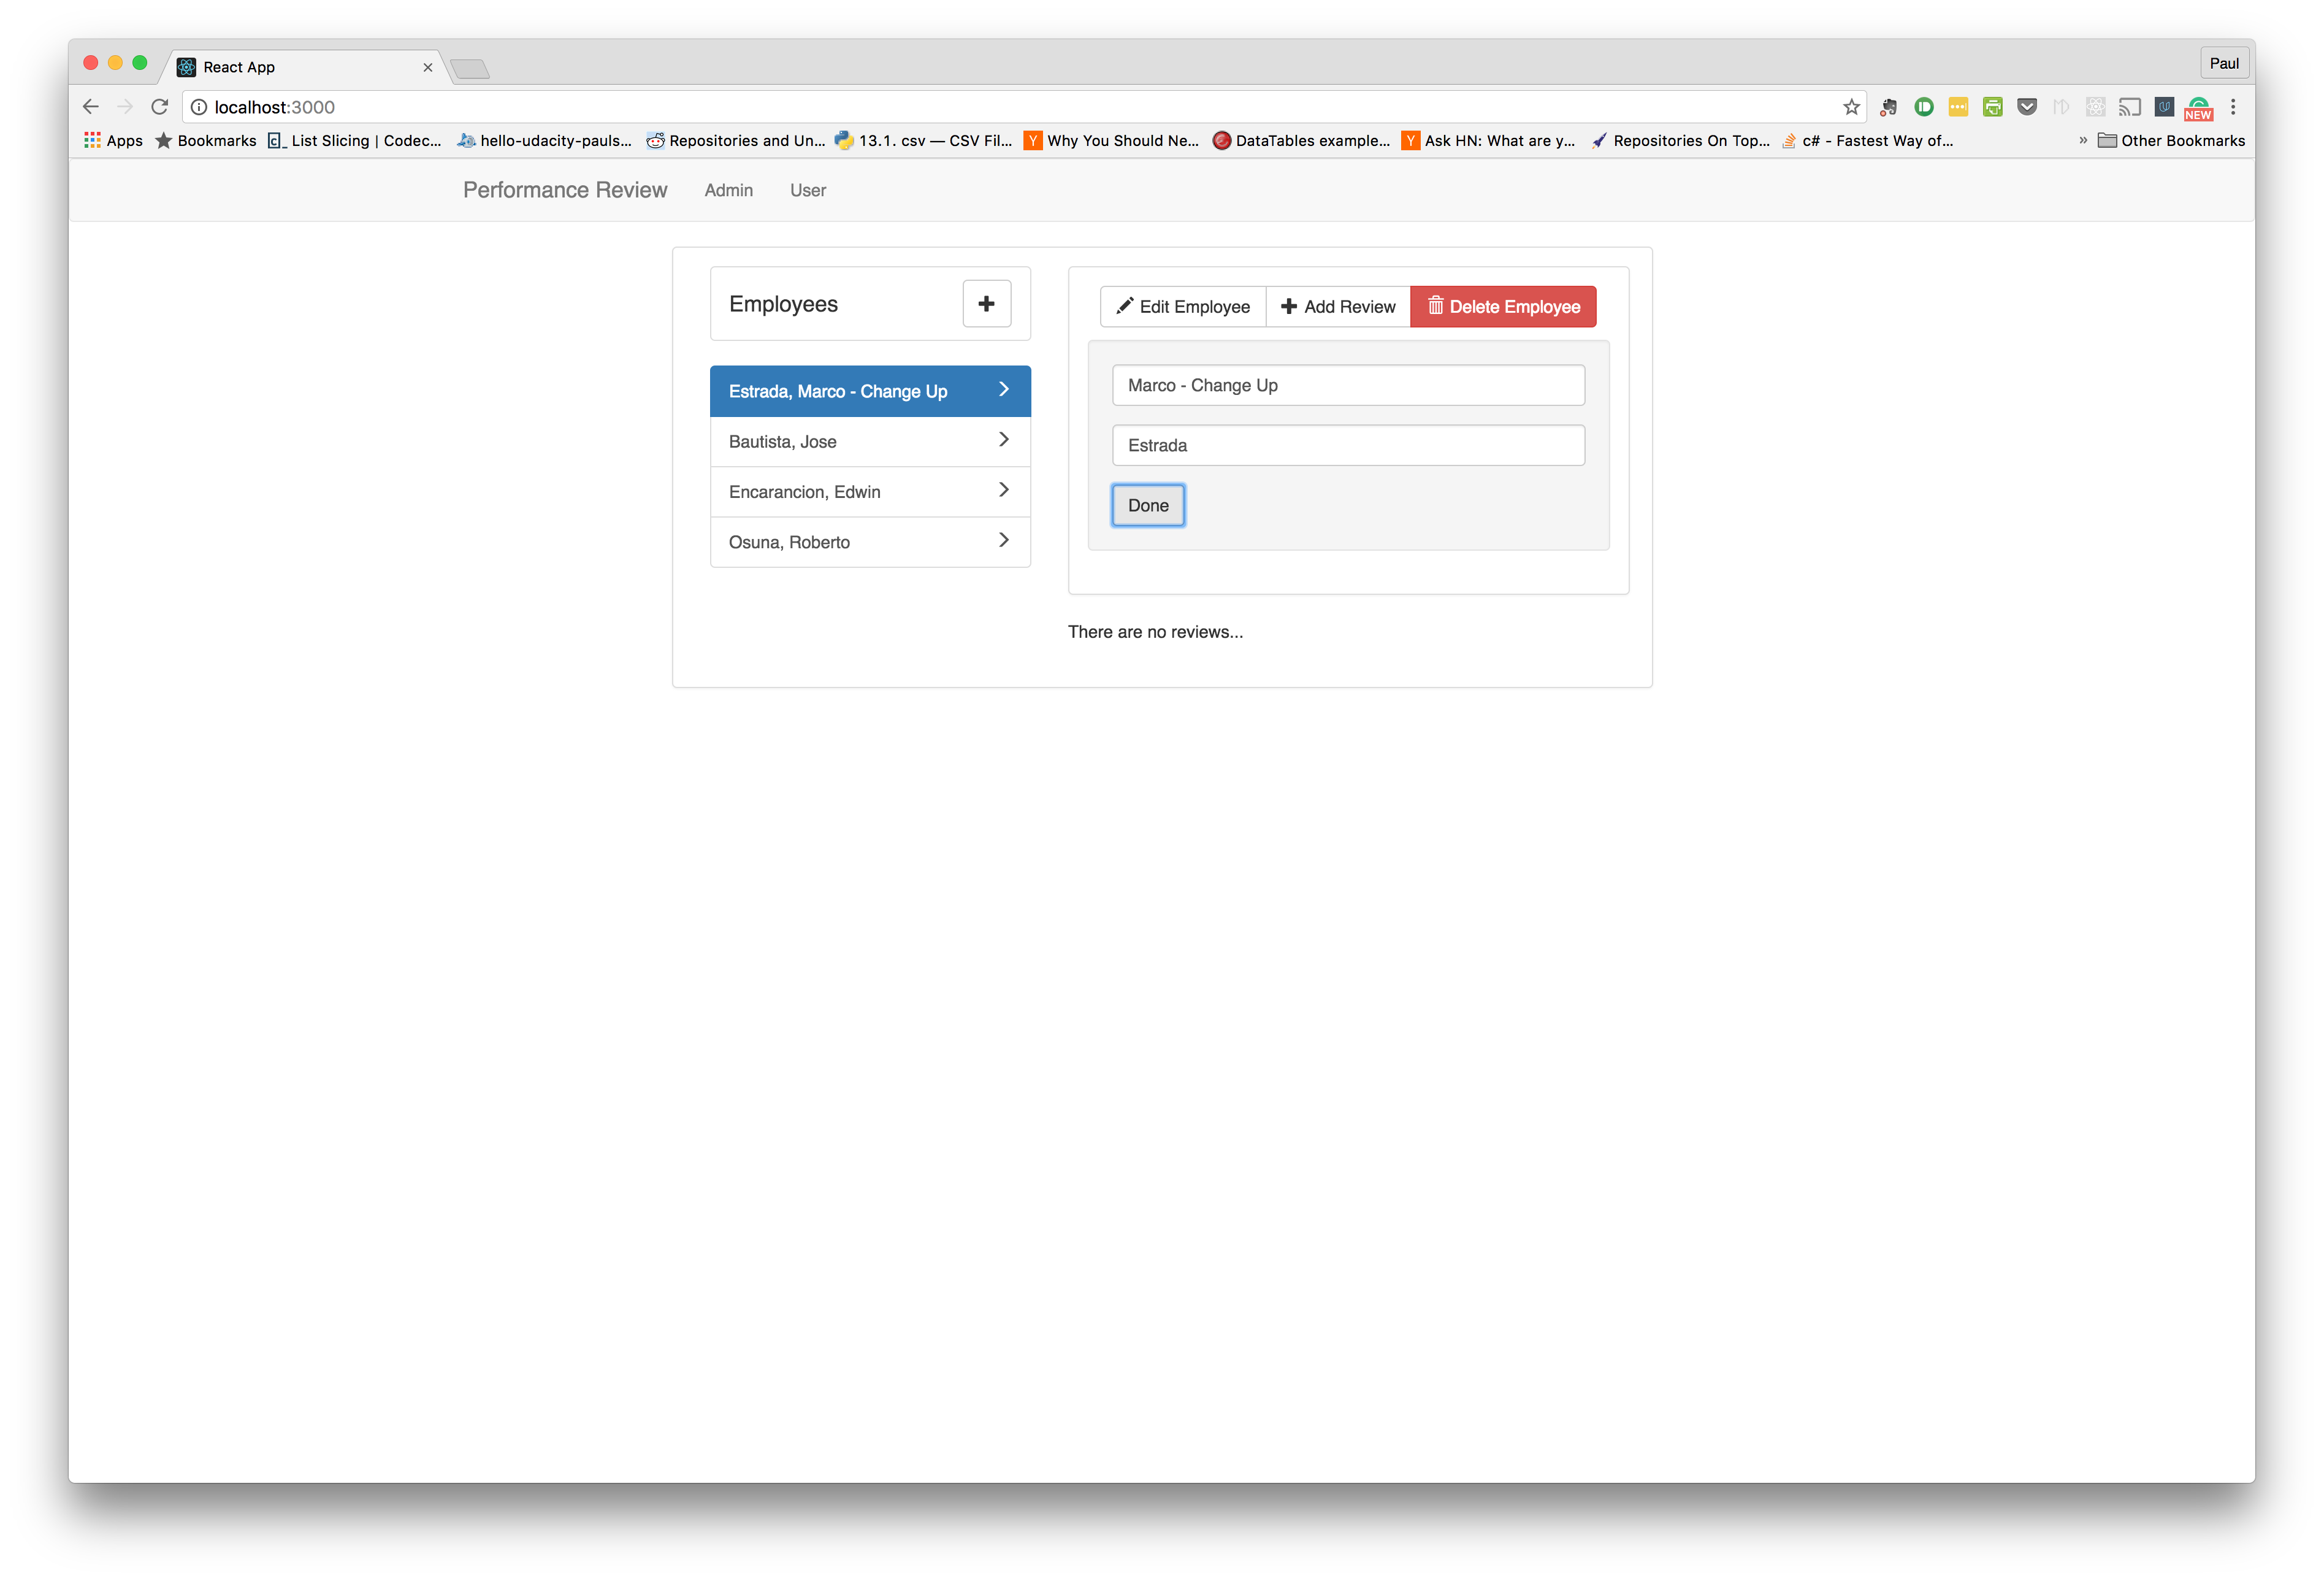 React App
Paul
localhost:3000
NEW
Apps Bookmarks List Slicing | Codec... hello-udacity-pauls... Repositories and Un... 13.1. csv — CSV Fil... Why You Should Ne... DataTables example... Ask HN: What are y... Repositories On Top... c# - Fastest Way of... » Other Bookmarks
Performance Review Admin User
Employees
Edit Employee Add Review Delete Employee
Estrada, Marco - Change Up
Bautista, Jose
Encarancion, Edwin
Osuna, Roberto
Marco - Change Up
Estrada
Done
There are no reviews...